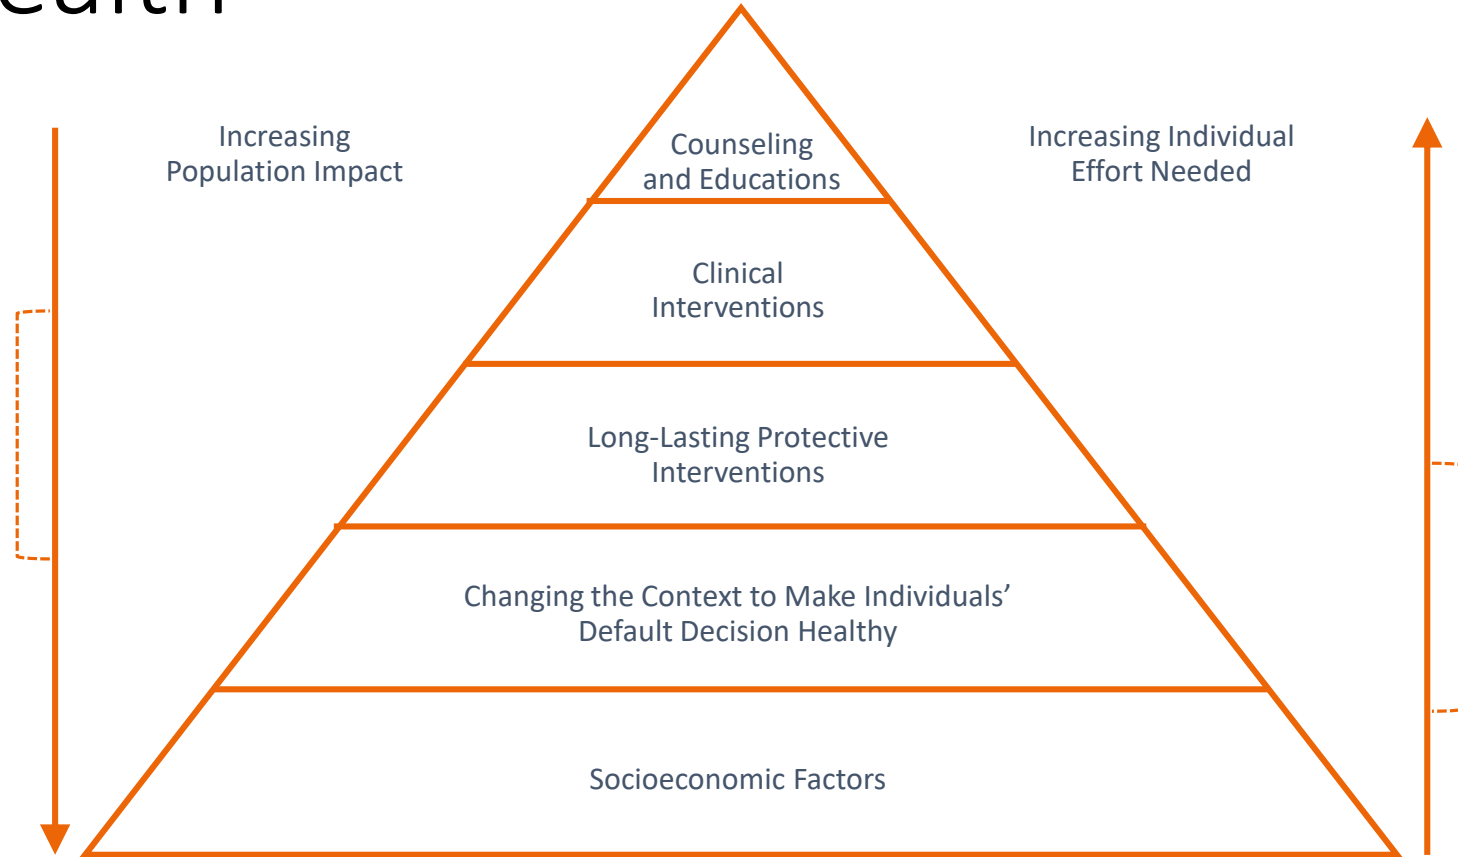 Increasing
Population Impact
Counseling
and Educations
Increasing Individual
Effort Needed
Clinical
Interventions
Long-Lasting Protective
Interventions
Changing the Context to Make Individuals’
Default Decision Healthy
Socioeconomic Factors